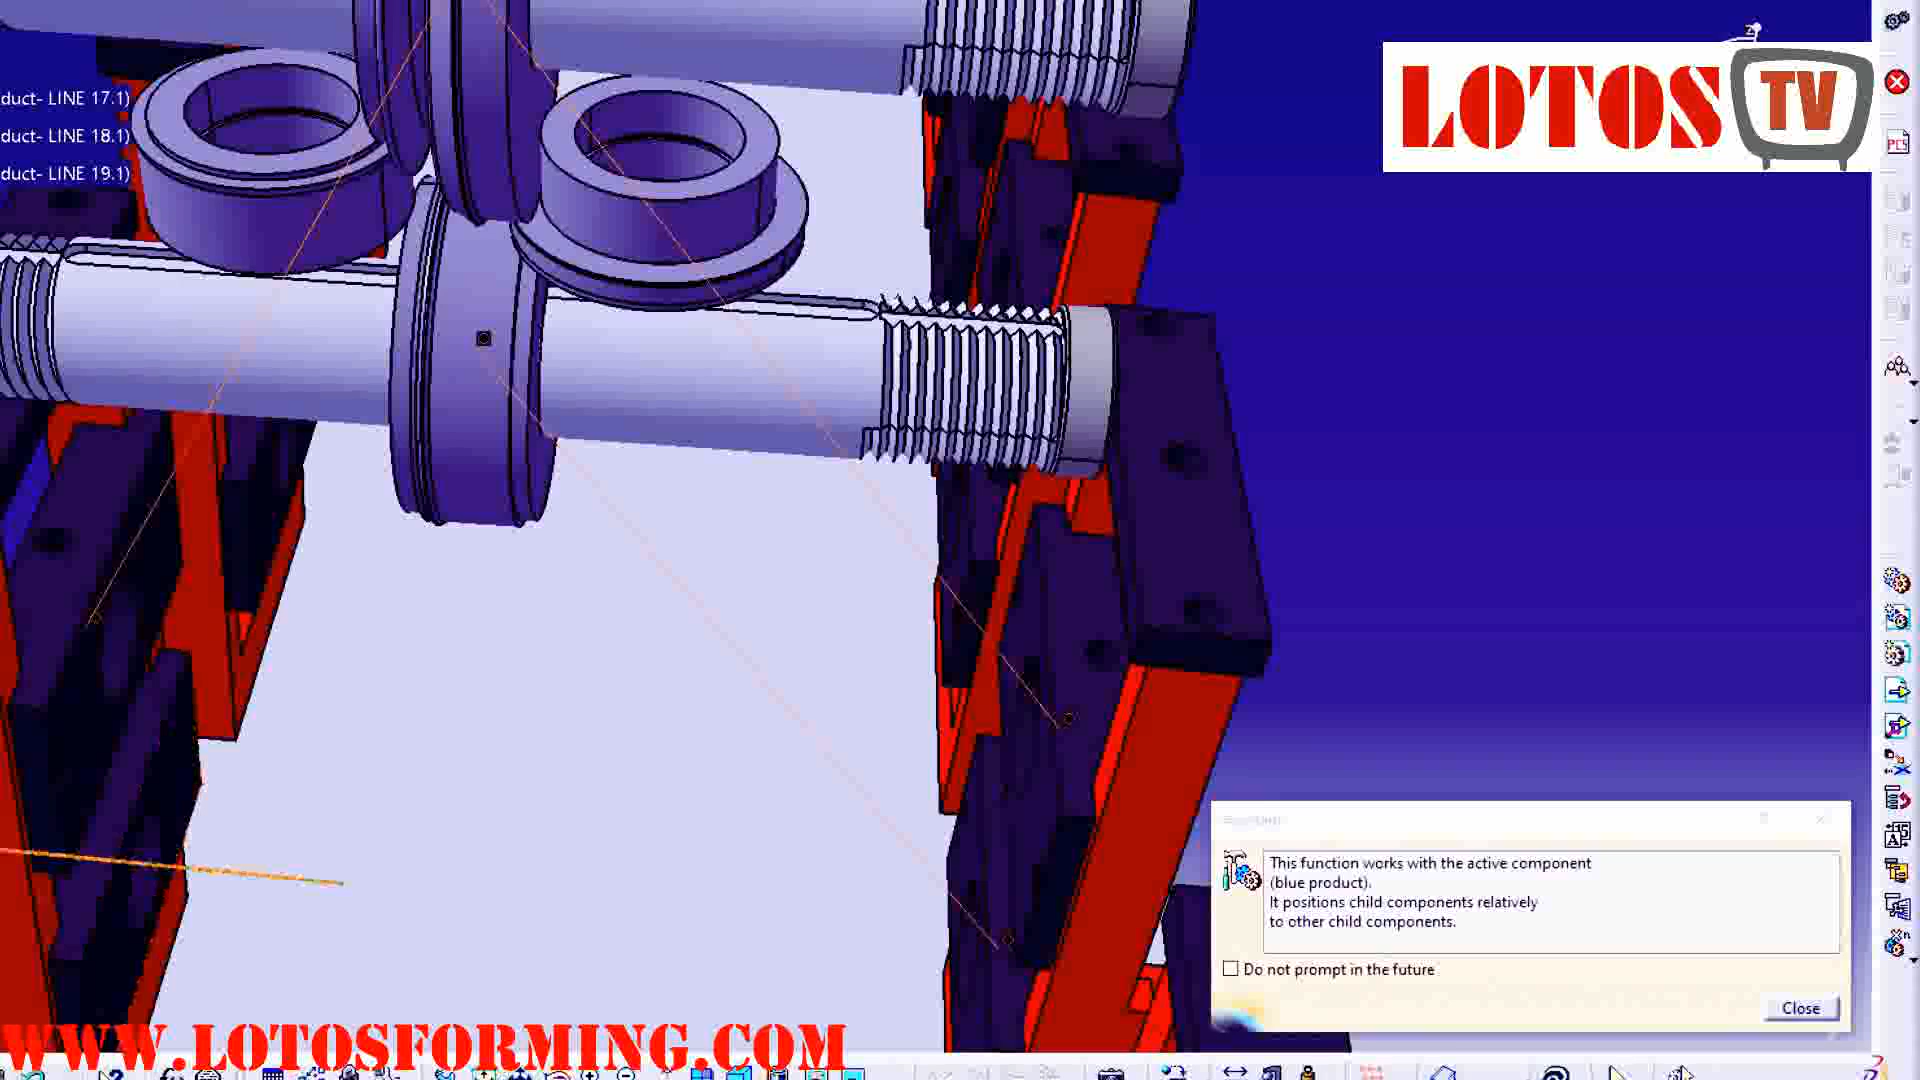 duct- LINE 17.1)
duct- LINE 18.1)
duct- LINE 19.1)
LOTOS TV
PCS
This function works with the active component
(blue product).
It positions child components relatively
to other child components.
Do not prompt in the future
Close
WWW.LOTOSFORMING.COM